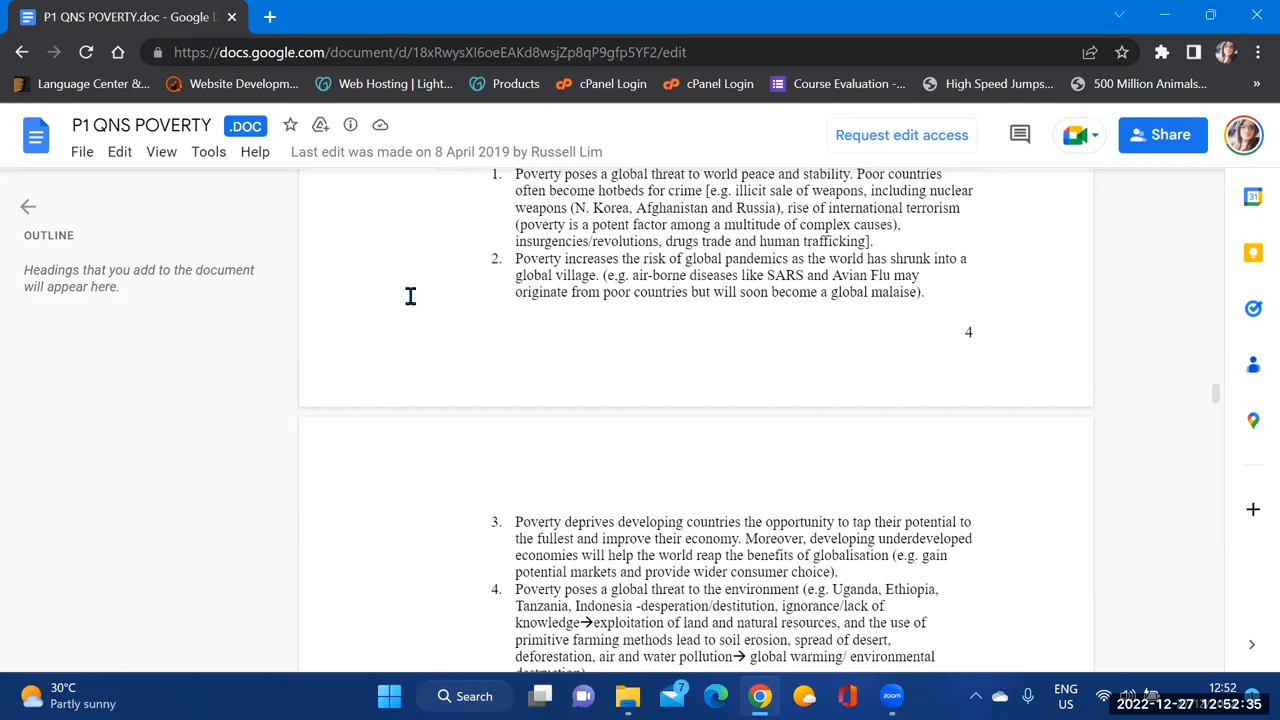 P1 QNS POVERTY.doc - Google D
https://docs.google.com/document/d/18xRwysXI6oeEAKd8wsjZp8qP9gfp5YF2/edit
Language Center &... Website Developm... Web Hosting | Light... Products cPanel Login cPanel Login Course Evaluation -... High Speed Jumps... 500 Million Animals... »
P1 QNS POVERTY .DOC
Request edit access
Share
File Edit View Tools Help Last edit was made on 8 April 2019 by Russell Lim
OUTLINE
Headings that you add to the document
will appear here.
1. Poverty poses a global threat to world peace and stability. Poor countries
often become hotbeds for crime [e.g. illicit sale of weapons, including nuclear
weapons (N. Korea, Afghanistan and Russia), rise of international terrorism
(poverty is a potent factor among a multitude of complex causes),
insurgencies/revolutions, drugs trade and human trafficking].
2. Poverty increases the risk of global pandemics as the world has shrunk into a
global village. (e.g. air-borne diseases like SARS and Avian Flu may
originate from poor countries but will soon become a global malaise).
4
3. Poverty deprives developing countries the opportunity to tap their potential to
the fullest and improve their economy. Moreover, developing underdeveloped
economies will help the world reap the benefits of globalisation (e.g. gain
potential markets and provide wider consumer choice).
4. Poverty poses a global threat to the environment (e.g. Uganda, Ethiopia,
Tanzania, Indonesia -desperation/destitution, ignorance/lack of
knowledge→exploitation of land and natural resources, and the use of
primitive farming methods lead to soil erosion, spread of desert,
deforestation, air and water pollution→ global warming/ environmental
31
30°C
Partly sunny
Search
7
zoom
ENG
US
12:52
2022-12-27 12:52:35